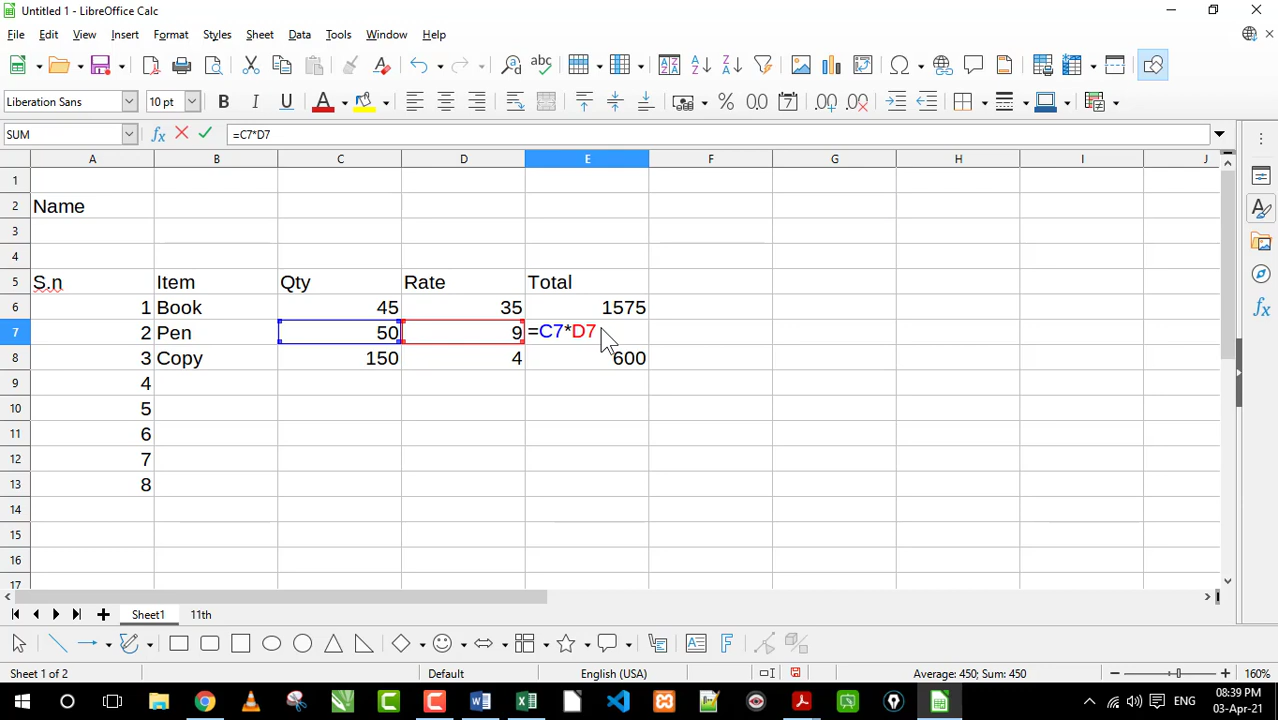 Untitled 1 - LibreOffice Calc
File Edit View Insert Format Styles Sheet Data Tools Window Help
Liberation Sans 10 pt
SUM =C7*D7
A B C D E F G H I J
1
2 Name
3
4
5 S.n Item Qty Rate Total
6 1 Book 45 35 1575
7 2 Pen 50 9 =C7*D7
8 3 Copy 150 4 600
9 4
10 5
11 6
12 7
13 8
14
15
16
17
Sheet1 11th
Sheet 1 of 2 Default English (USA) Average: 450; Sum: 450 160%
ENG 08:39 PM
03-Apr-21